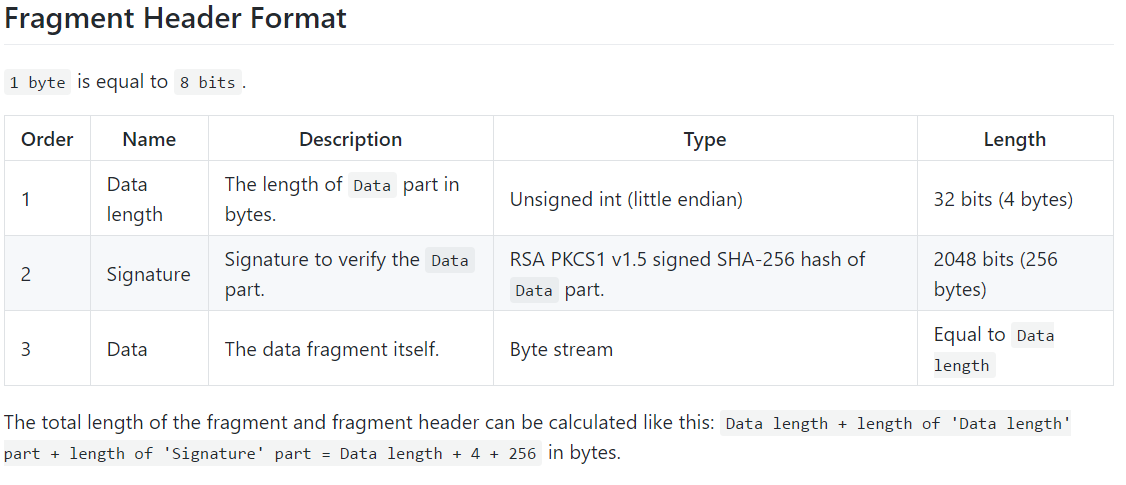 Fragment Header Format
1 byte is equal to 8 bits.
Order Name Description Type Length
1 Data length The length of Data part in bytes. Unsigned int (little endian) 32 bits (4 bytes)
2 Signature Signature to verify the Data part. RSA PKCS1 v1.5 signed SHA-256 hash of Data part. 2048 bits (256 bytes)
3 Data The data fragment itself. Byte stream Equal to Data length
The total length of the fragment and fragment header can be calculated like this: Data length + length of 'Data length'
part + length of 'Signature' part = Data length + 4 + 256 in bytes.